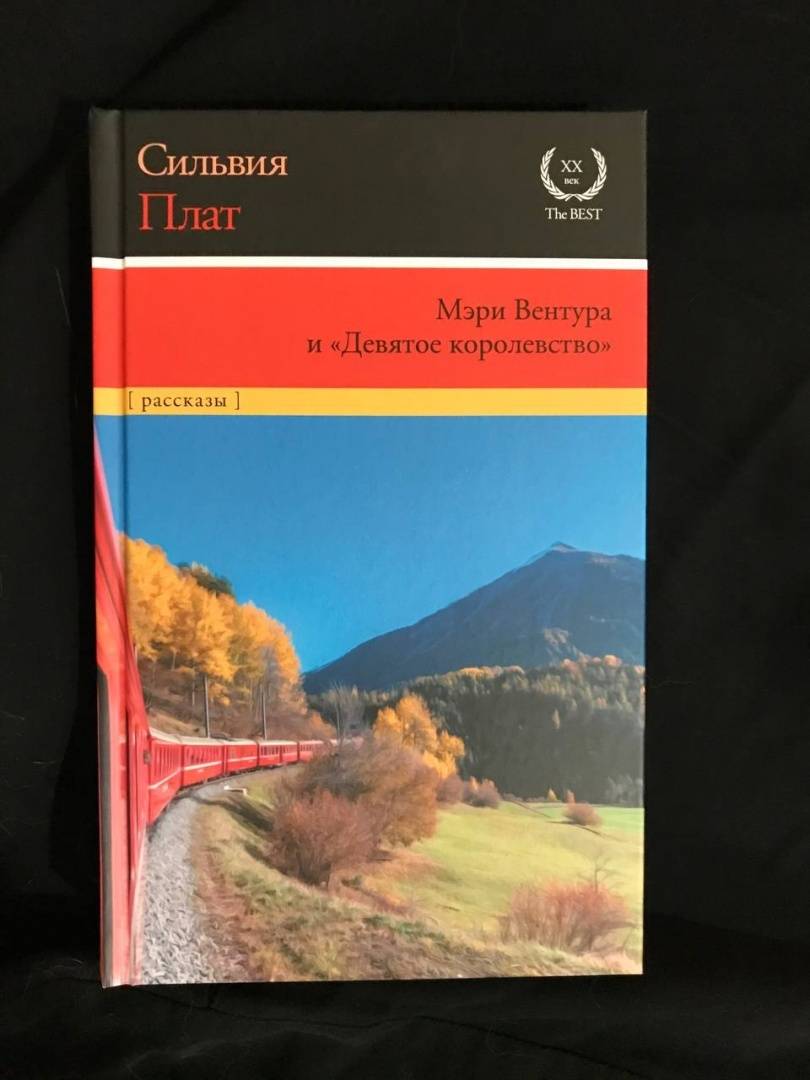 Сильвия
Плат
XX
век
The BEST
Мэри Вентура
и «Девятое королевство»
[ рассказы ]